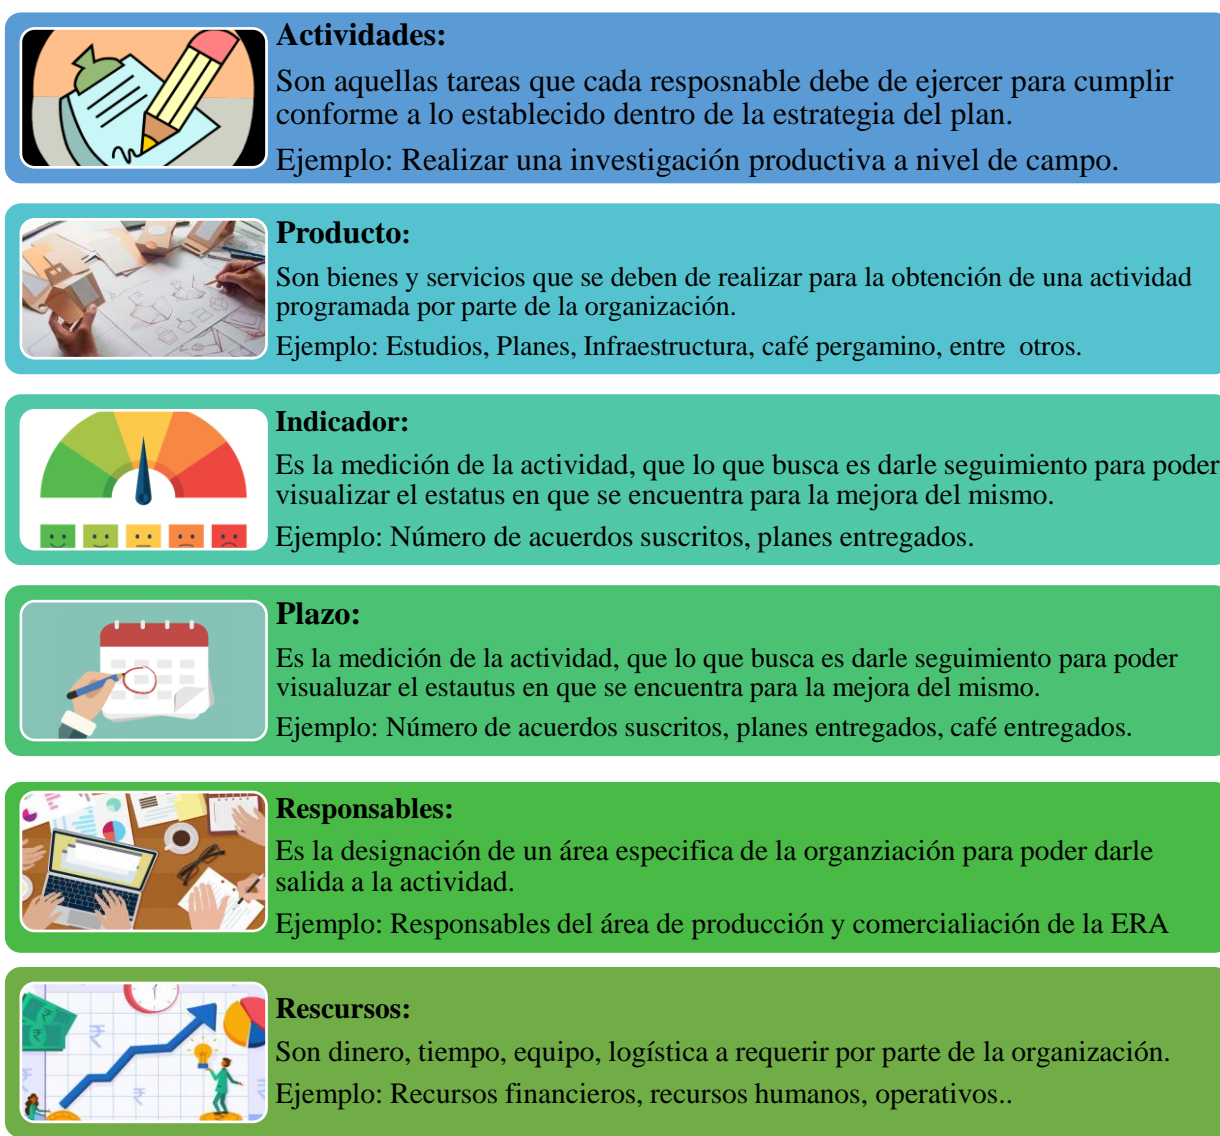 Actividades:
Son aquellas tareas que cada resposnable debe de ejercer para cumplir
conforme a lo establecido dentro de la estrategia del plan.
Ejemplo: Realizar una investigación productiva a nivel de campo.
Producto:
Son bienes y servicios que se deben de realizar para la obtención de una actividad
programada por parte de la organización.
Ejemplo: Estudios, Planes, Infraestructura, café pergamino, entre  otros.
Indicador:
Es la medición de la actividad, que lo que busca es darle seguimiento para poder
visualizar el estatus en que se encuentra para la mejora del mismo.
Ejemplo: Número de acuerdos suscritos, planes entregados.
Plazo:
Es la medición de la actividad, que lo que busca es darle seguimiento para poder
visualuzar el estautus en que se encuentra para la mejora del mismo.
Ejemplo: Número de acuerdos suscritos, planes entregados, café entregados.
Responsables:
Es la designación de un área especifica de la organziación para poder darle
salida a la actividad.
Ejemplo: Responsables del área de producción y comercialiación de la ERA
Rescursos:
Son dinero, tiempo, equipo, logística a requerir por parte de la organización.
Ejemplo: Recursos financieros, recursos humanos, operativos..